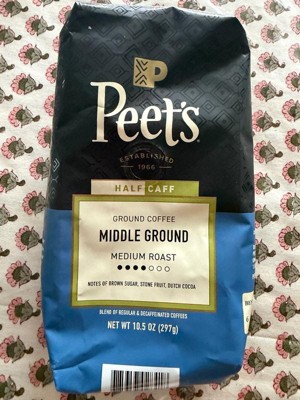 P
Peet's
ESTABLISHED
1966
HALF CAFF
GROUND COFFEE
MIDDLE GROUND
MEDIUM ROAST
NOTES OF BROWN SUGAR, STONE FRUIT, DUTCH COCOA
BLEND OF REGULAR & DECAFFEINATED COFFEES
NET WT 10.5 OZ (297g)